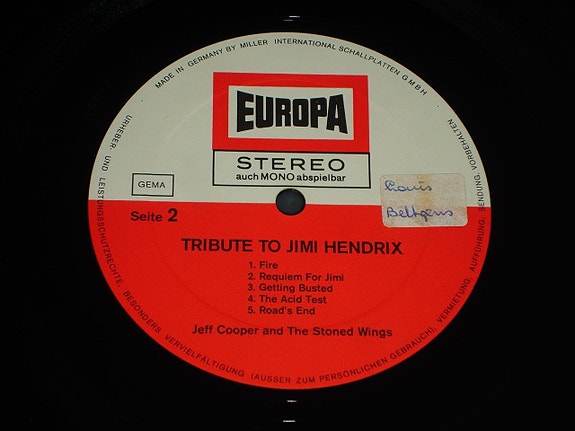 MADE IN GERMANY BY MILLER INTERNATIONAL SCHALLPLATTEN GMBH
EUROPA
STEREO
auch MONO abspielbar
GEMA
Louis
Beltgens
Seite 2
TRIBUTE TO JIMI HENDRIX
1. Fire
2. Requiem For Jimi
3. Getting Busted
4. The Acid Test
5. Road's End
Jeff Cooper and The Stoned Wings
URHEBER- UND LEISTUNGSSCHUTZRECHTE, BESONDERS VERVIELFÄLTIGUNG (AUSSER ZUM PERSÖNLICHEN GEBRAUCH), VERMIETUNG, AUFFÜHRUNG, SENDUNG, VORBEHALTEN